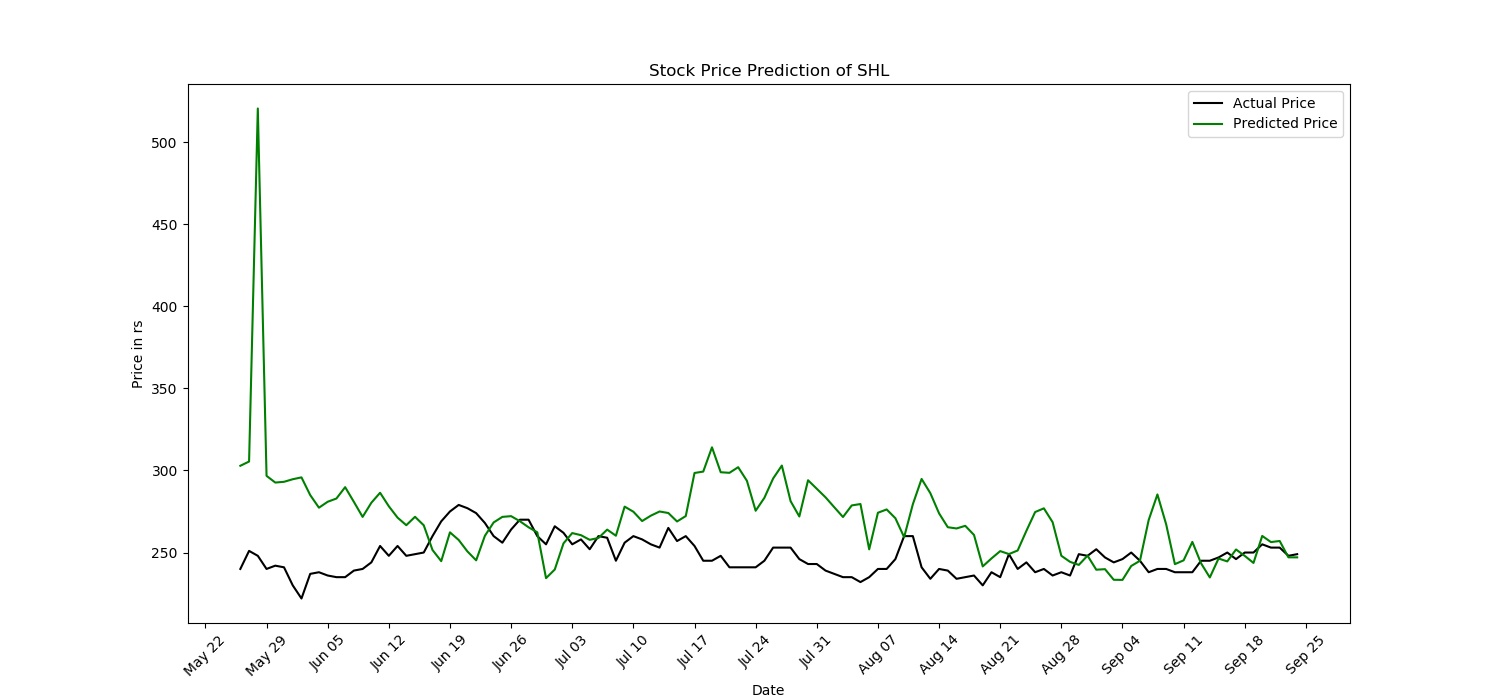 Stock Price Prediction of SHL
Actual Price
Predicted Price
500
450
400
350
300
250
Price in rs
May 22
May 29
Jun 05
Jun 12
Jun 19
Jun 26
Jul 03
Jul 10
Jul 17
Jul 24
Jul 31
Aug 07
Aug 14
Aug 21
Aug 28
Sep 04
Sep 11
Sep 18
Sep 25
Date